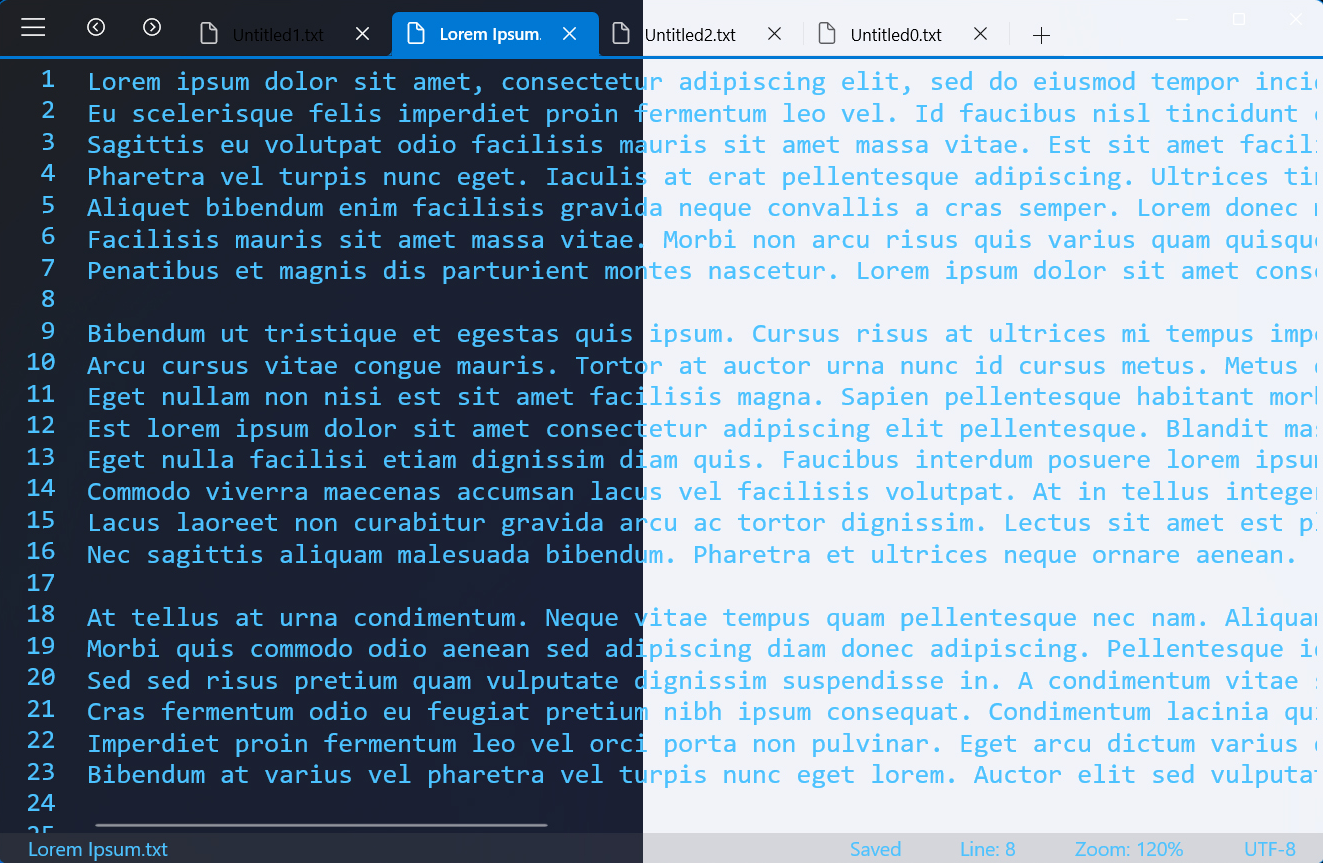 Untitled1.txt Lorem Ipsum. Untitled2.txt Untitled0.txt
1 Lorem ipsum dolor sit amet, consectetur adipiscing elit, sed do eiusmod tempor
2 Eu scelerisque felis imperdiet proin fermentum leo vel. Id faucibus nisl tincidunt
3 Sagittis eu volutpat odio facilisis mauris sit amet massa vitae. Est sit amet
4 Pharetra vel turpis nunc eget. Iaculis at erat pellentesque adipiscing. Ultrices
5 Aliquet bibendum enim facilisis gravida neque convallis a cras semper. Lorem donec
6 Facilisis mauris sit amet massa vitae. Morbi non arcu risus quis varius quam
7 Penatibus et magnis dis parturient montes nascetur. Lorem ipsum dolor sit amet
8
9 Bibendum ut tristique et egestas quis ipsum. Cursus risus at ultrices mi tempus
10 Arcu cursus vitae congue mauris. Tortor at auctor urna nunc id cursus metus. Metus
11 Eget nullam non nisi est sit amet facilisis magna. Sapien pellentesque habitant
12 Est lorem ipsum dolor sit amet consectetur adipiscing elit pellentesque. Blandit
13 Eget nulla facilisi etiam dignissim diam quis. Faucibus interdum posuere lorem
14 Commodo viverra maecenas accumsan lacus vel facilisis volutpat. At in tellus
15 Lacus laoreet non curabitur gravida arcu ac tortor dignissim. Lectus sit amet est
16 Nec sagittis aliquam malesuada bibendum. Pharetra et ultrices neque ornare aenean.
17
18 At tellus at urna condimentum. Neque vitae tempus quam pellentesque nec nam.
19 Morbi quis commodo odio aenean sed adipiscing diam donec adipiscing. Pellentesque
20 Sed sed risus pretium quam vulputate dignissim suspendisse in. A condimentum vitae
21 Cras fermentum odio eu feugiat pretium nibh ipsum consequat. Condimentum lacinia
22 Imperdiet proin fermentum leo vel orci porta non pulvinar. Eget arcu dictum varius
23 Bibendum at varius vel pharetra vel turpis nunc eget lorem. Auctor elit sed
24
Lorem Ipsum.txt Saved Line: 8 Zoom: 120% UTF-8